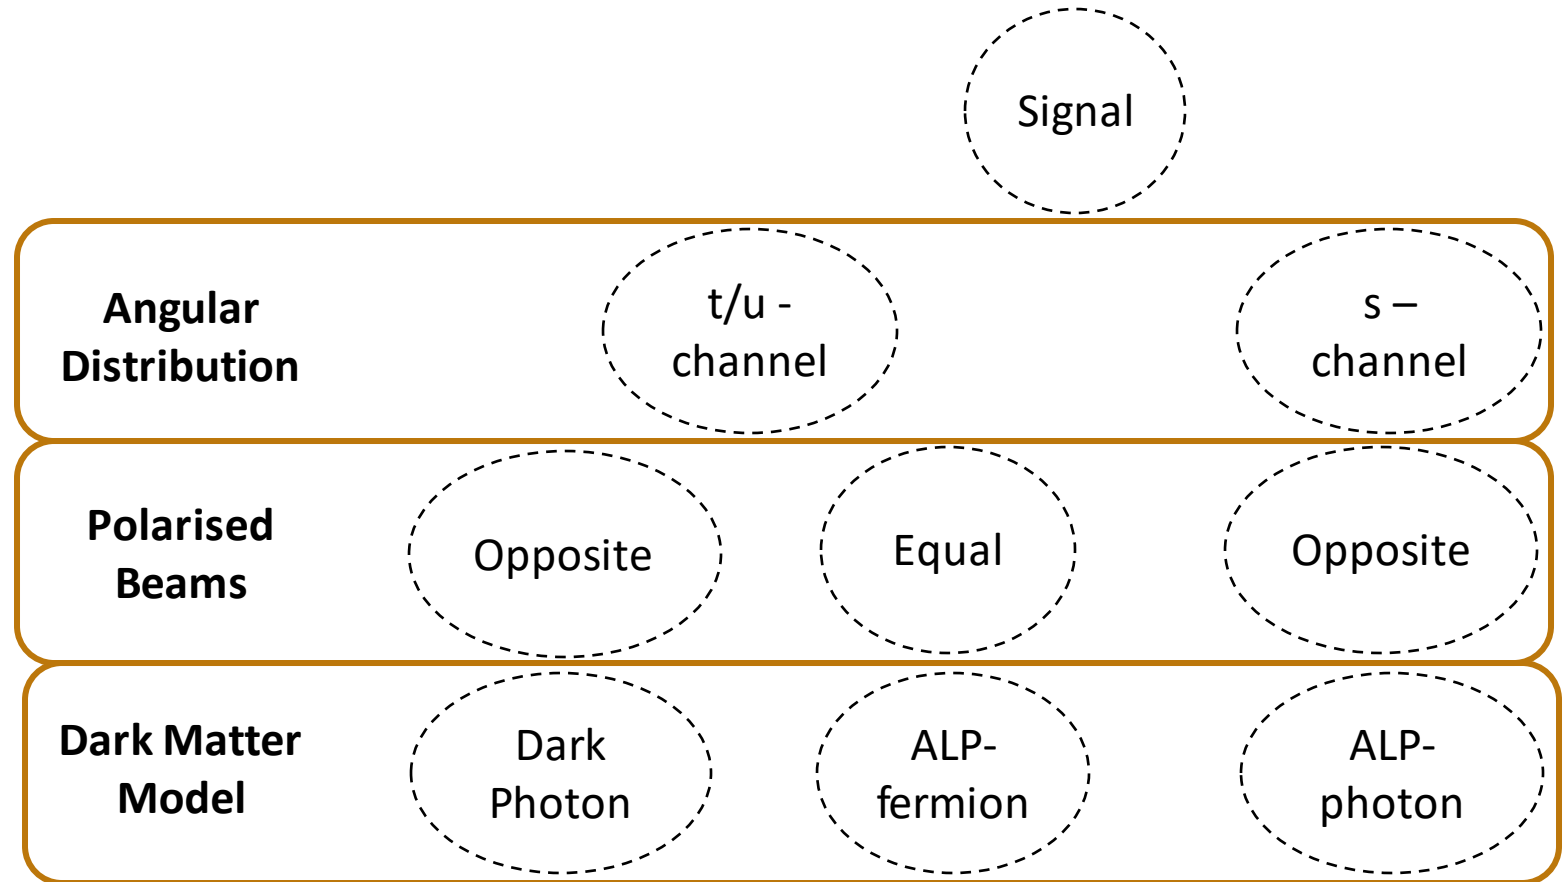 Signal
Angular
Distribution
t/u -
channel
s –
channel
Polarised
Beams
Opposite
Equal
Opposite
Dark Matter
Model
Dark
Photon
ALP-
fermion
ALP-
photon